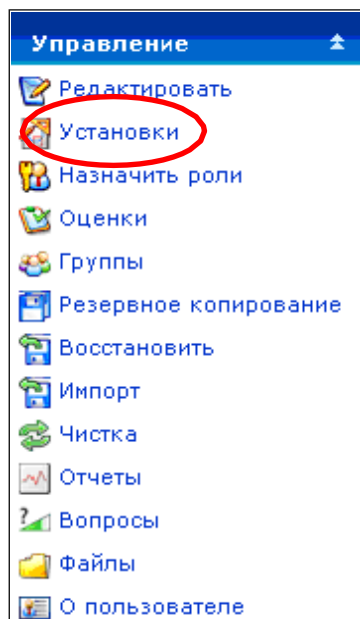 Управление
Редактировать
Установки
Назначить роли
Оценки
Группы
Резервное копирование
Восстановить
Импорт
Чистка
Отчеты
Вопросы
Файлы
О пользователе